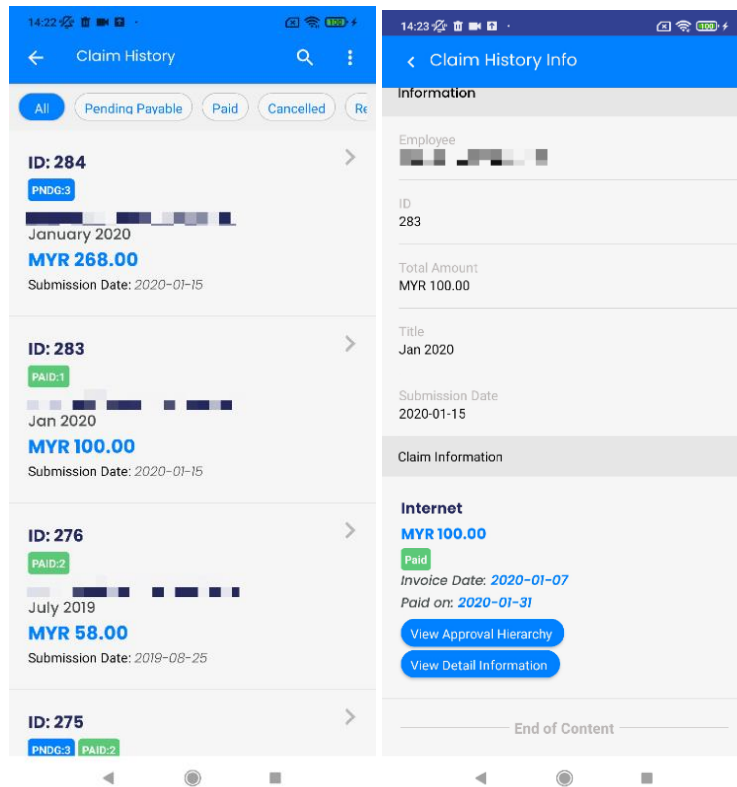 14:22
100
Claim History
All
Pending Payable
Paid
Cancelled
Re
ID: 284
PNDG:3
January 2020
MYR 268.00
Submission Date: 2020-01-15
ID: 283
PAID:1
Jan 2020
MYR 100.00
Submission Date: 2020-01-15
ID: 276
PAID:2
July 2019
MYR 58.00
Submission Date: 2019-08-25
ID: 275
PNDG:3 PAID:2
14:23
100
Claim History Info
Information
Employee
ID
283
Total Amount
MYR 100.00
Title
Jan 2020
Submission Date
2020-01-15
Claim Information
Internet
MYR 100.00
Paid
Invoice Date: 2020-01-07
Paid on: 2020-01-31
View Approval Hierarchy
View Detail Information
End of Content